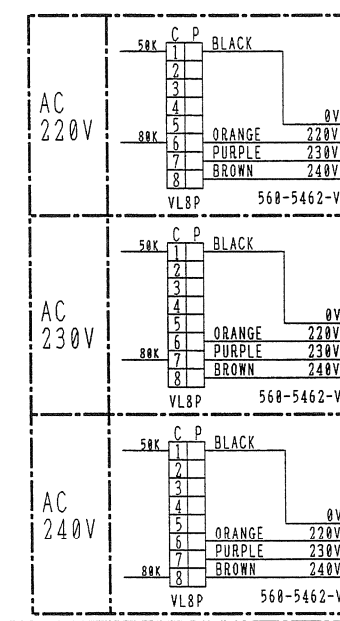 C P
50K 1 BLACK
2
3
4
5 0V
80K 6 ORANGE 220V
7 PURPLE 230V
8 BROWN 240V
VL8P 560-5462-V
AC
220V
C P
50K 1 BLACK
2
3
4
5 0V
6 ORANGE 220V
80K 7 PURPLE 230V
8 BROWN 240V
VL8P 560-5462-V
AC
230V
C P
50K 1 BLACK
2
3
4
5 0V
6 ORANGE 220V
7 PURPLE 230V
80K 8 BROWN 240V
VL8P 560-5462-V
AC
240V